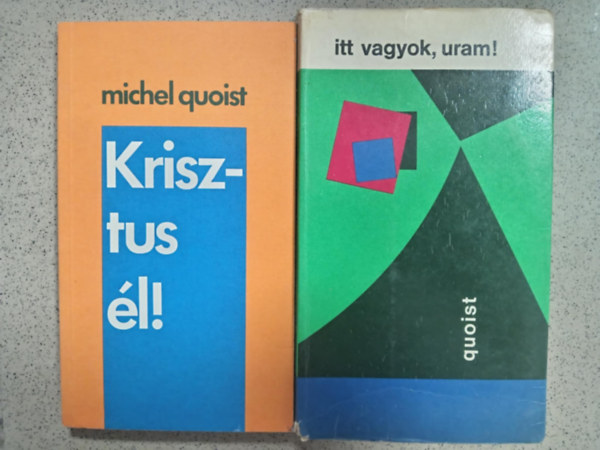 michel quoist
Krisz-
tus
él!
itt vagyok, uram!
quoist